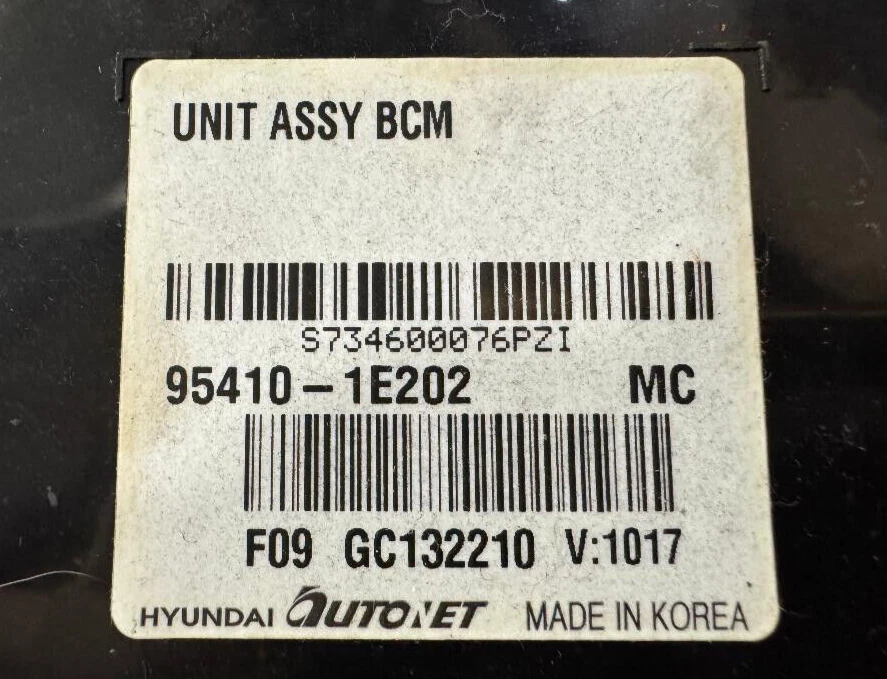 UNIT ASSY BCM
S734600076PZI
95410-1E202 MC
F09 GC132210 V:1017
HYUNDAI AUTONET MADE IN KOREA